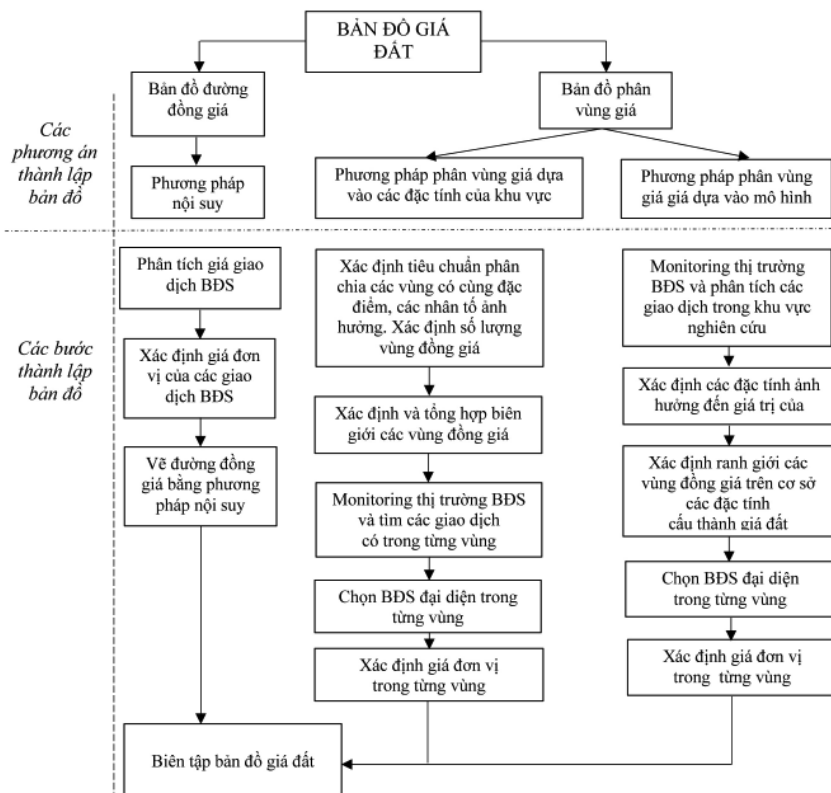 BẢN ĐỒ GIÁ
ĐẤT
Bản đồ đường
đồng giá
Bản đồ phân
vùng giá
Các
phương án
thành lập
bản đồ
Phương pháp
nội suy
Phương pháp phân vùng giá dựa
vào các đặc tính của khu vực
Phương pháp phân vùng
giá giá dựa vào mô hình
Các bước
thành lập
bản đồ
Phân tích giá giao
dịch BĐS
Xác định giá đơn
vị của các giao
dịch BĐS
Vẽ đường đồng
giá bằng phương
pháp nội suy
Xác định tiêu chuẩn phân
chia các vùng có cùng đặc
điểm, các nhân tố ảnh
hưởng. Xác định số lượng
vùng đồng giá
Xác định và tổng hợp biên
giới các vùng đồng giá
Monitoring thị trường BĐS
và tìm các giao dịch
có trong từng vùng
Chọn BĐS đại diện trong
từng vùng
Xác định giá đơn vị
trong từng vùng
Monitoring thị trường
BĐS và phân tích các
giao dịch trong khu vực
nghiên cứu
Xác định các đặc tính ảnh
hưởng đến giá trị của
Xác định ranh giới các
vùng đồng giá trên cơ sở
các đặc tính
cấu thành giá đất
Chọn BĐS đại diện
trong từng vùng
Xác định giá đơn vị
trong từng vùng
Biên tập bản đồ giá đất